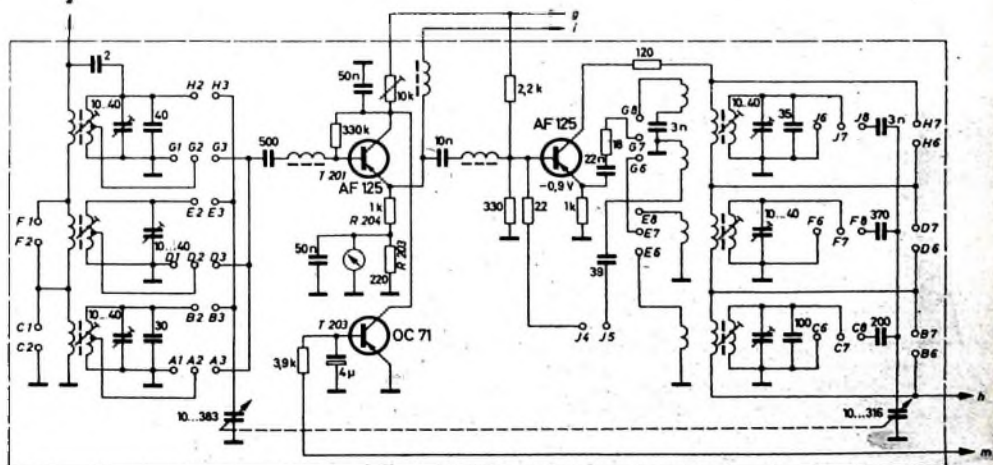 g
i
2
H2 H3
10...40
40
G1 G2 G3
F1
F2
E2 E3
10...40
D1 D2 D3
C1
C2
B2 B3
10...40
30
A1 A2 A3
10...383
500
50n
10k
330k
T 201
AF 125
1k
R 204
50n
220
R 203
T 203
OC 71
3,9k
4µ
10n
2,2k
AF 125
-0,9 V
330
22
1k
18
22n
39
J4 J5
120
G8
G7
G6
3n
E8
E7
E6
10...40
35
J6
J7
J8
3n
H7
H6
10...40
F6
F7
F8
370
D7
D6
100
C6
C7
C8
200
B7
B6
10...316
h
m